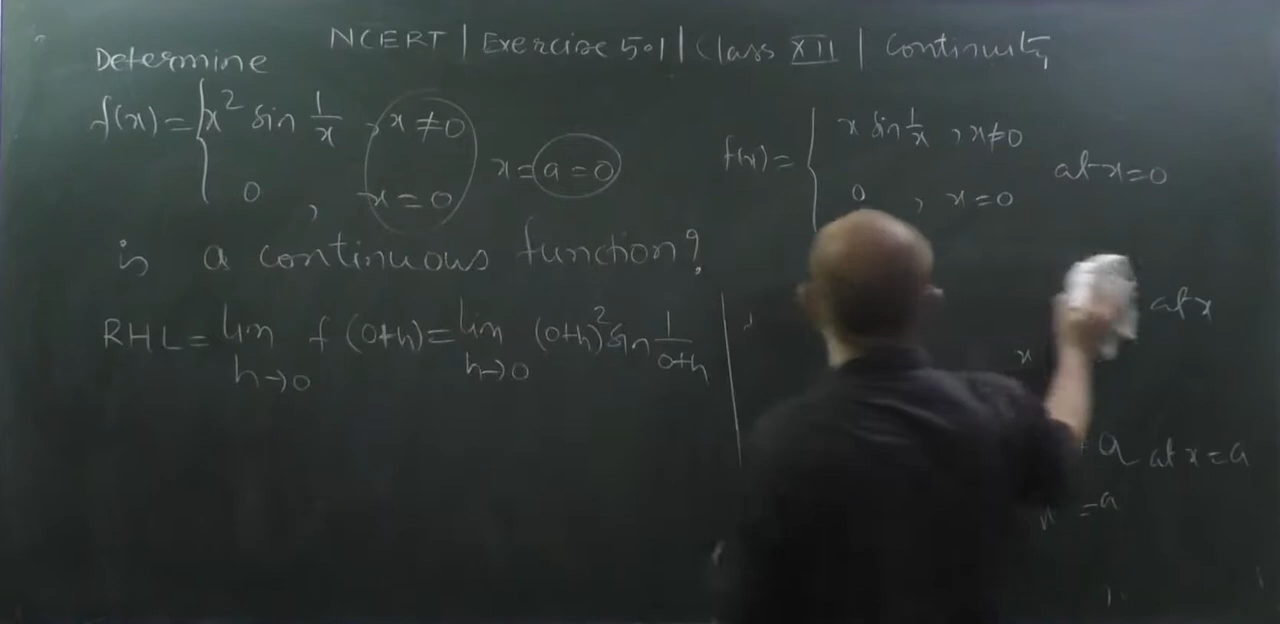 NCERT | Exercise 5.1 | Class XII | Continuity
Determine
f(x) = { x² sin 1/x , x ≠ 0
0 , x = 0
x = a = 0
is a continuous function?
RHL = lim h→0 f(0+h) = lim h→0 (0+h)² sin 1/0+h
f(x) = { x sin 1/x , x ≠ 0
0 , x = 0
at x = 0
at x
x
a at x = a
= a